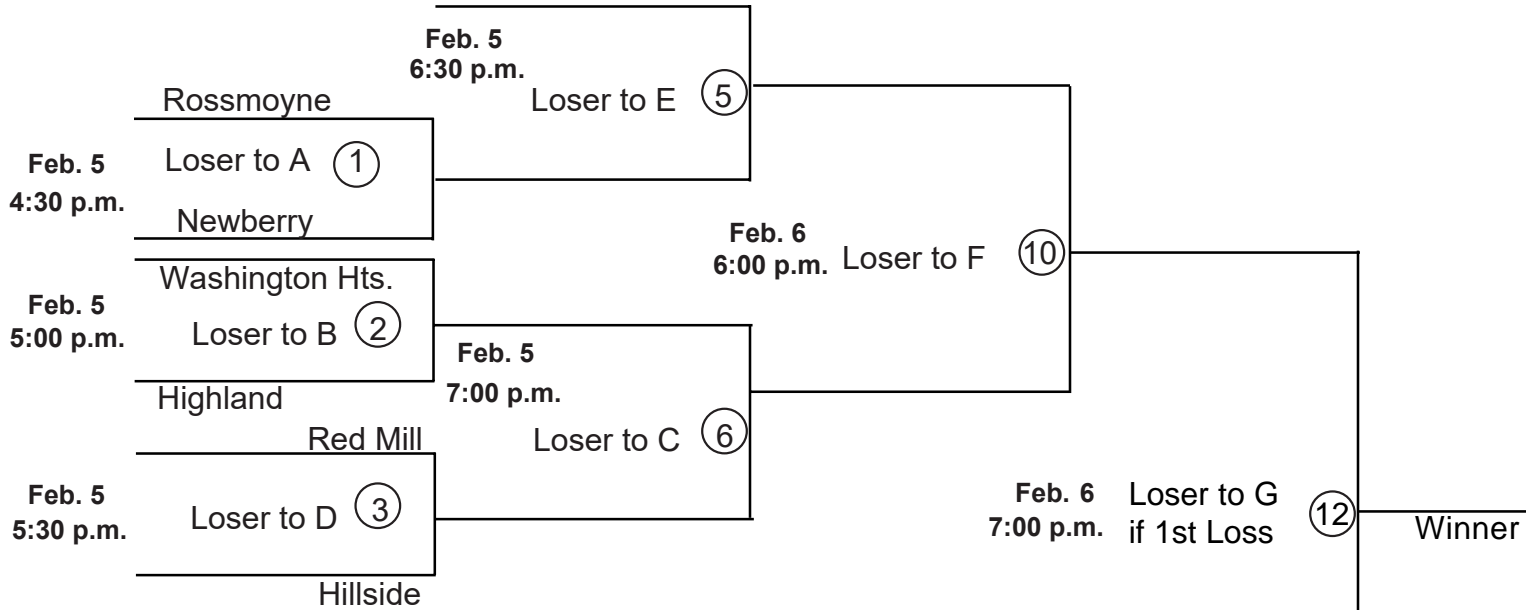 Feb. 5
6:30 p.m.
Loser to E 5
Rossmoyne
Feb. 5
4:30 p.m.
Loser to A 1
Newberry
Washington Hts.
Feb. 5
5:00 p.m.
Loser to B 2
Highland
Feb. 6
6:00 p.m.
Loser to F 10
Feb. 5
7:00 p.m.
Loser to C 6
Red Mill
Feb. 5
5:30 p.m.
Loser to D 3
Hillside
Feb. 6
7:00 p.m.
Loser to G
if 1st Loss
12
Winner